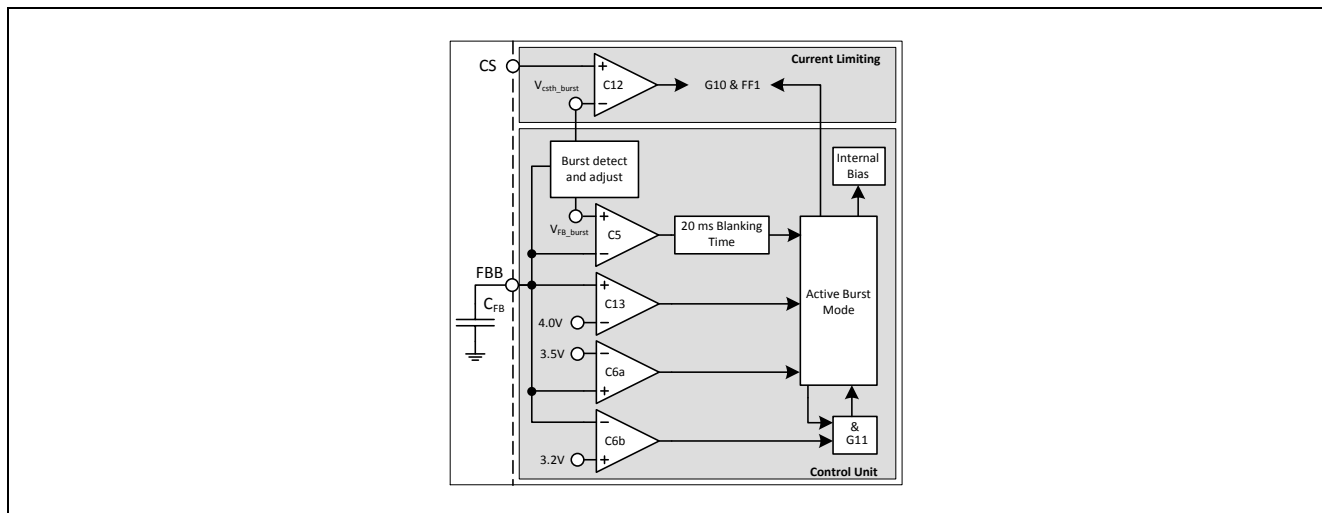 Current Limiting
CS
+
C12
G10 & FF1
Vcsth_burst
−
Burst detect
and adjust
Internal
Bias
+
VFB_burst
C5
20 ms Blanking
Time
−
FBB
+
CFB
C13
Active Burst
Mode
4.0V
−
3.5V
−
C6a
+
−
C6b
&
G11
3.2V
+
Control Unit